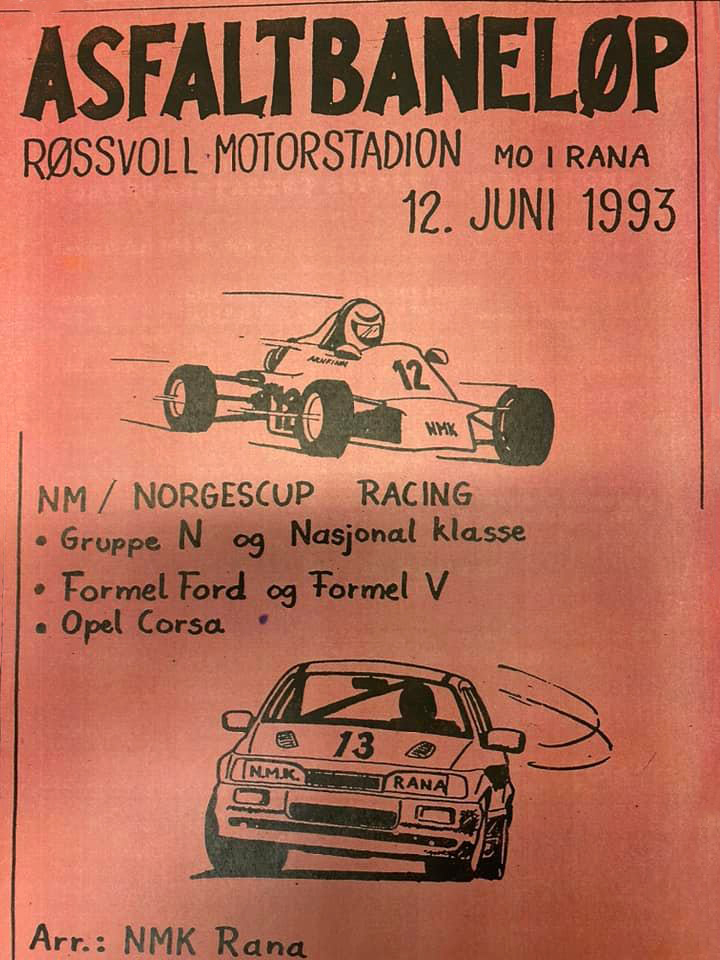 ASFALTBANELØP
RØSSVOLL MOTORSTADION MO I RANA
12. JUNI 1993
ARNFINN
12
NMK
NM / NORGESCUP RACING
• Gruppe N og Nasjonal klasse
• Formel Ford og Formel V
• Opel Corsa
13
N.M.K. RANA
Arr.: NMK Rana